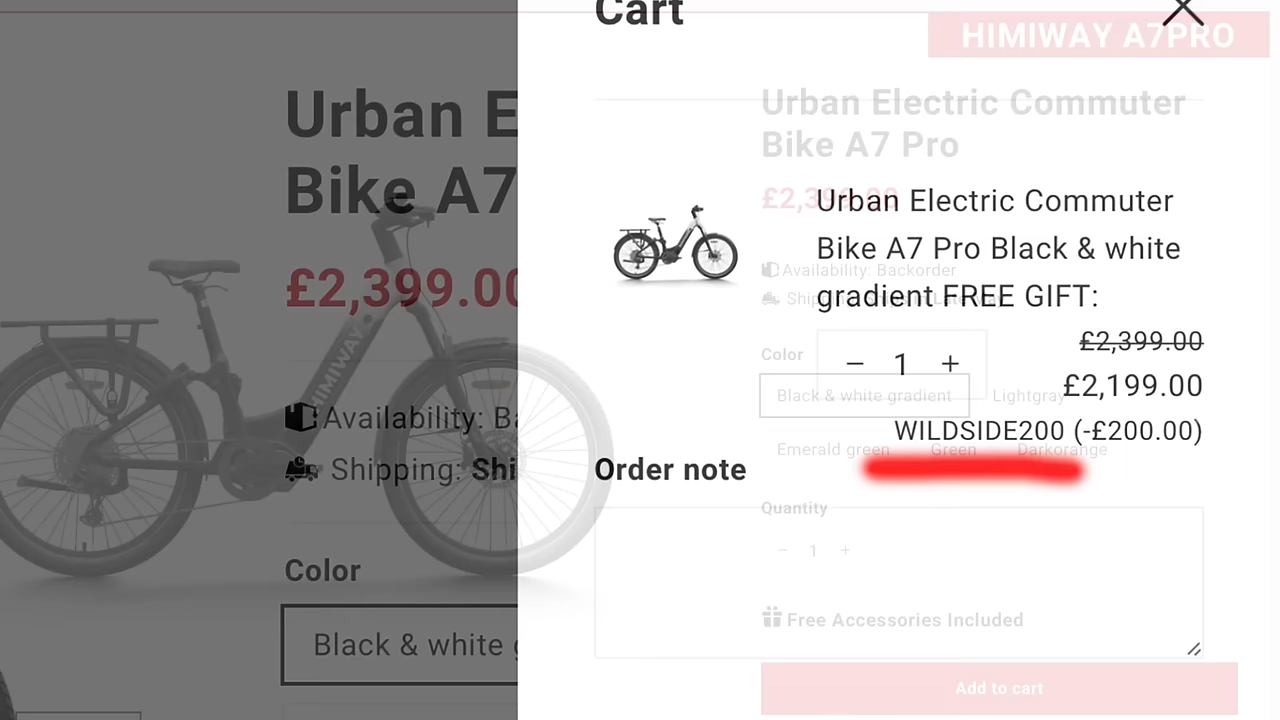 Cart
HIMIWAY A7PRO
Urban E
Bike A7
£2,399.00
Availability: Ba
Shipping: Shi
Color
Black & white g
HIMIWAY
Urban Electric Commuter
Bike A7 Pro Black & white
gradient FREE GIFT:
− 1 +
£2,399.00
£2,199.00
WILDSIDE200 (-£200.00)
Order note
Urban Electric Commuter
Bike A7 Pro
Availability: Backorder
Color
Black & white gradient
Lightgray
Emerald green
Green
Darkorange
Quantity
− 1 +
Free Accessories Included
Add to cart